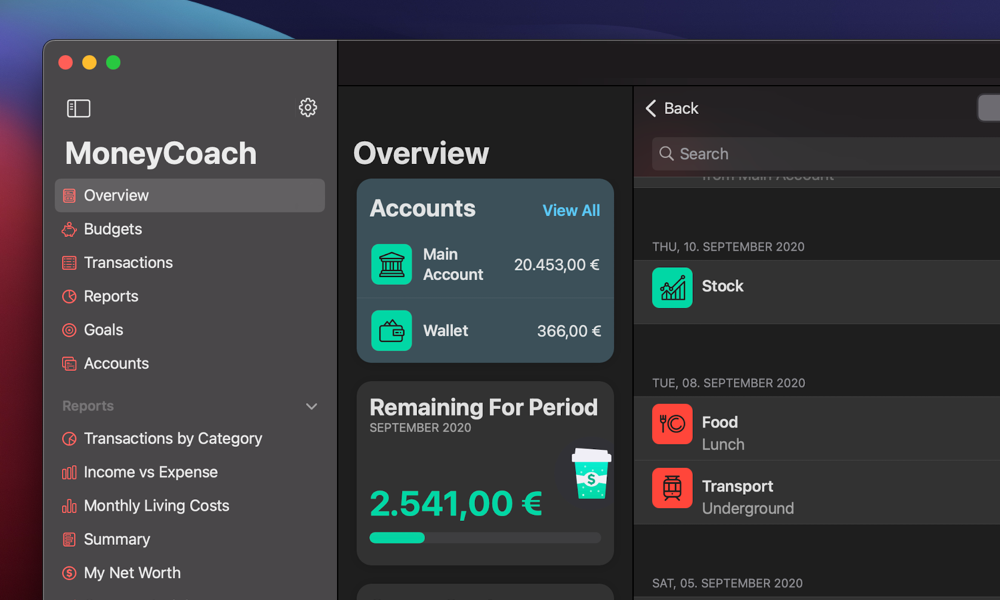 MoneyCoach
Overview
Budgets
Transactions
Reports
Goals
Accounts
Reports
Transactions by Category
Income vs Expense
Monthly Living Costs
Summary
My Net Worth
Overview
Accounts View All
Main
Account
20.453,00 €
Wallet 366,00 €
Remaining For Period
SEPTEMBER 2020
$
2.541,00 €
Back
Search
from Main Account
THU, 10. SEPTEMBER 2020
Stock
TUE, 08. SEPTEMBER 2020
Food
Lunch
Transport
Underground
SAT, 05. SEPTEMBER 2020